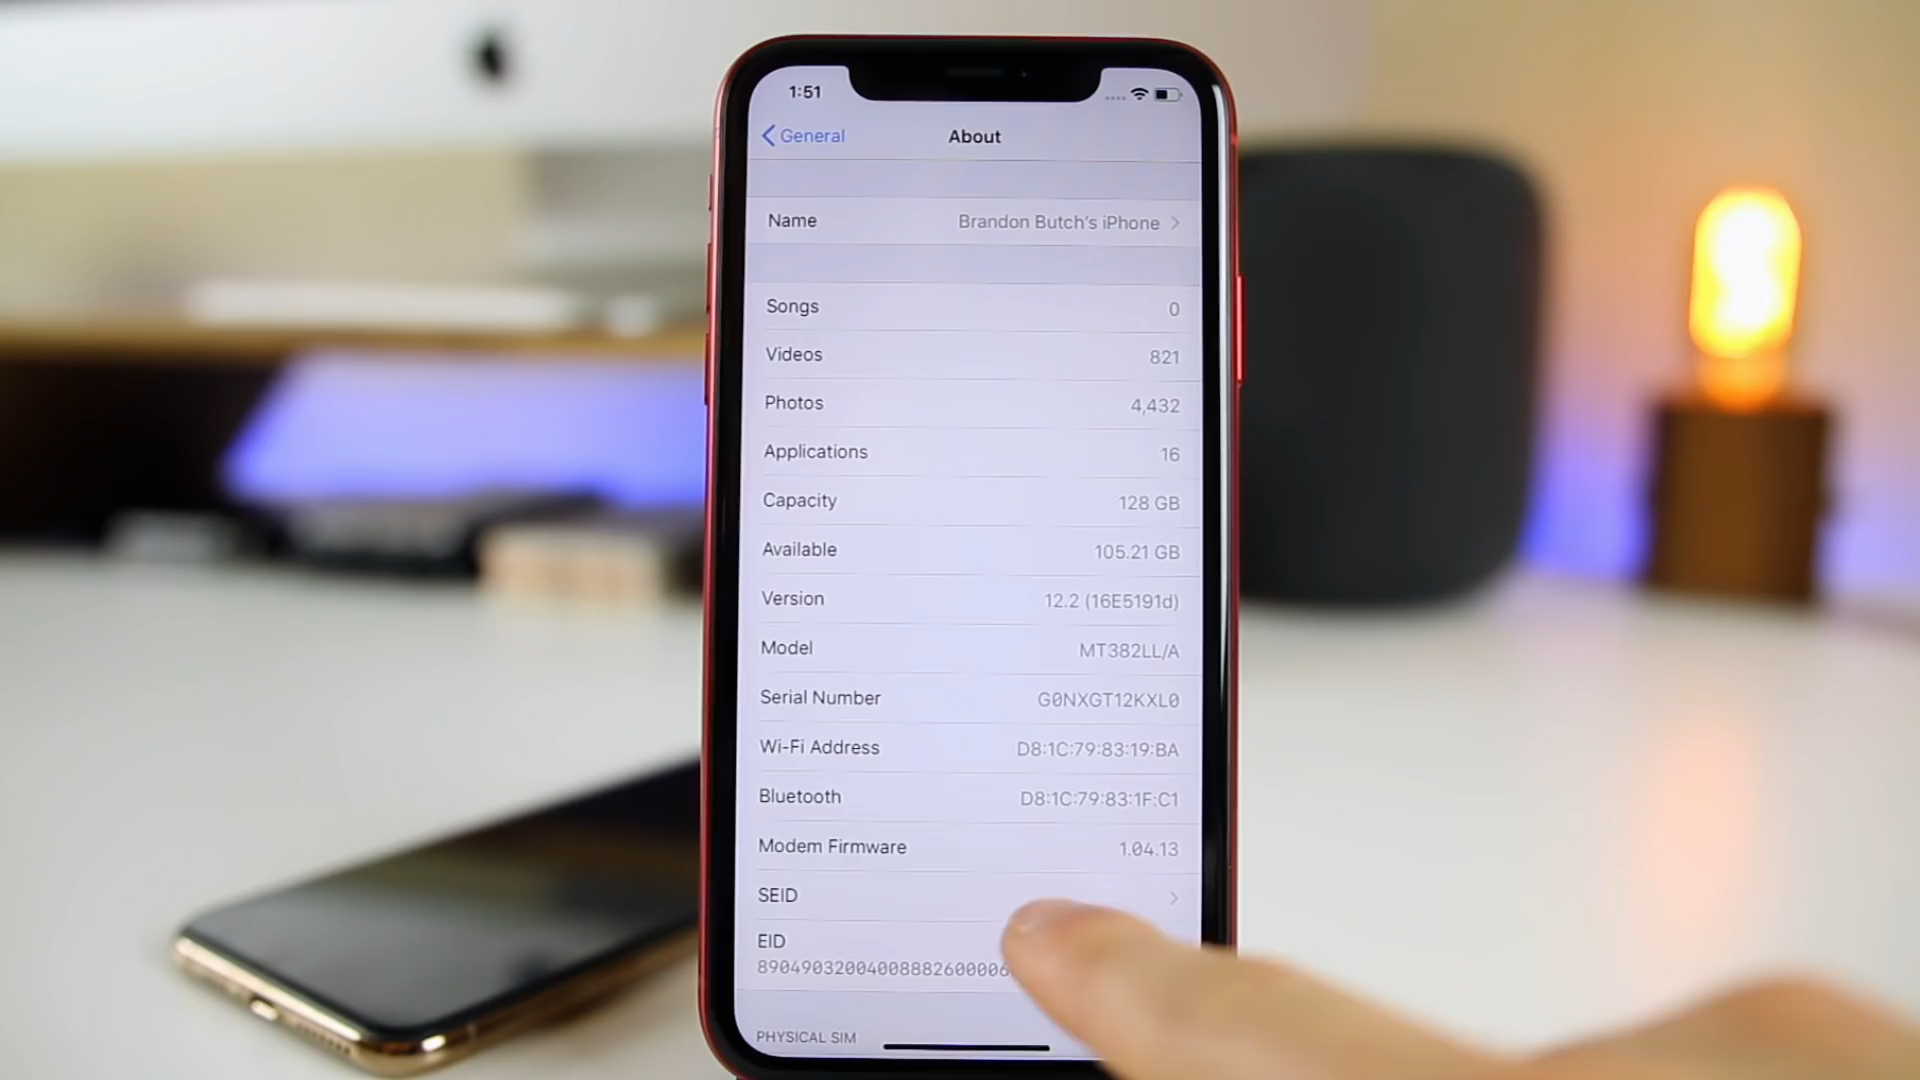 1:51
General
About
Name Brandon Butch's iPhone
Songs 0
Videos 821
Photos 4,432
Applications 16
Capacity 128 GB
Available 105.21 GB
Version 12.2 (16E5191d)
Model MT382LL/A
Serial Number G0NXGT12KXL0
Wi-Fi Address D8:1C:79:83:19:BA
Bluetooth D8:1C:79:83:1F:C1
Modem Firmware 1.04.13
SEID
EID
PHYSICAL SIM